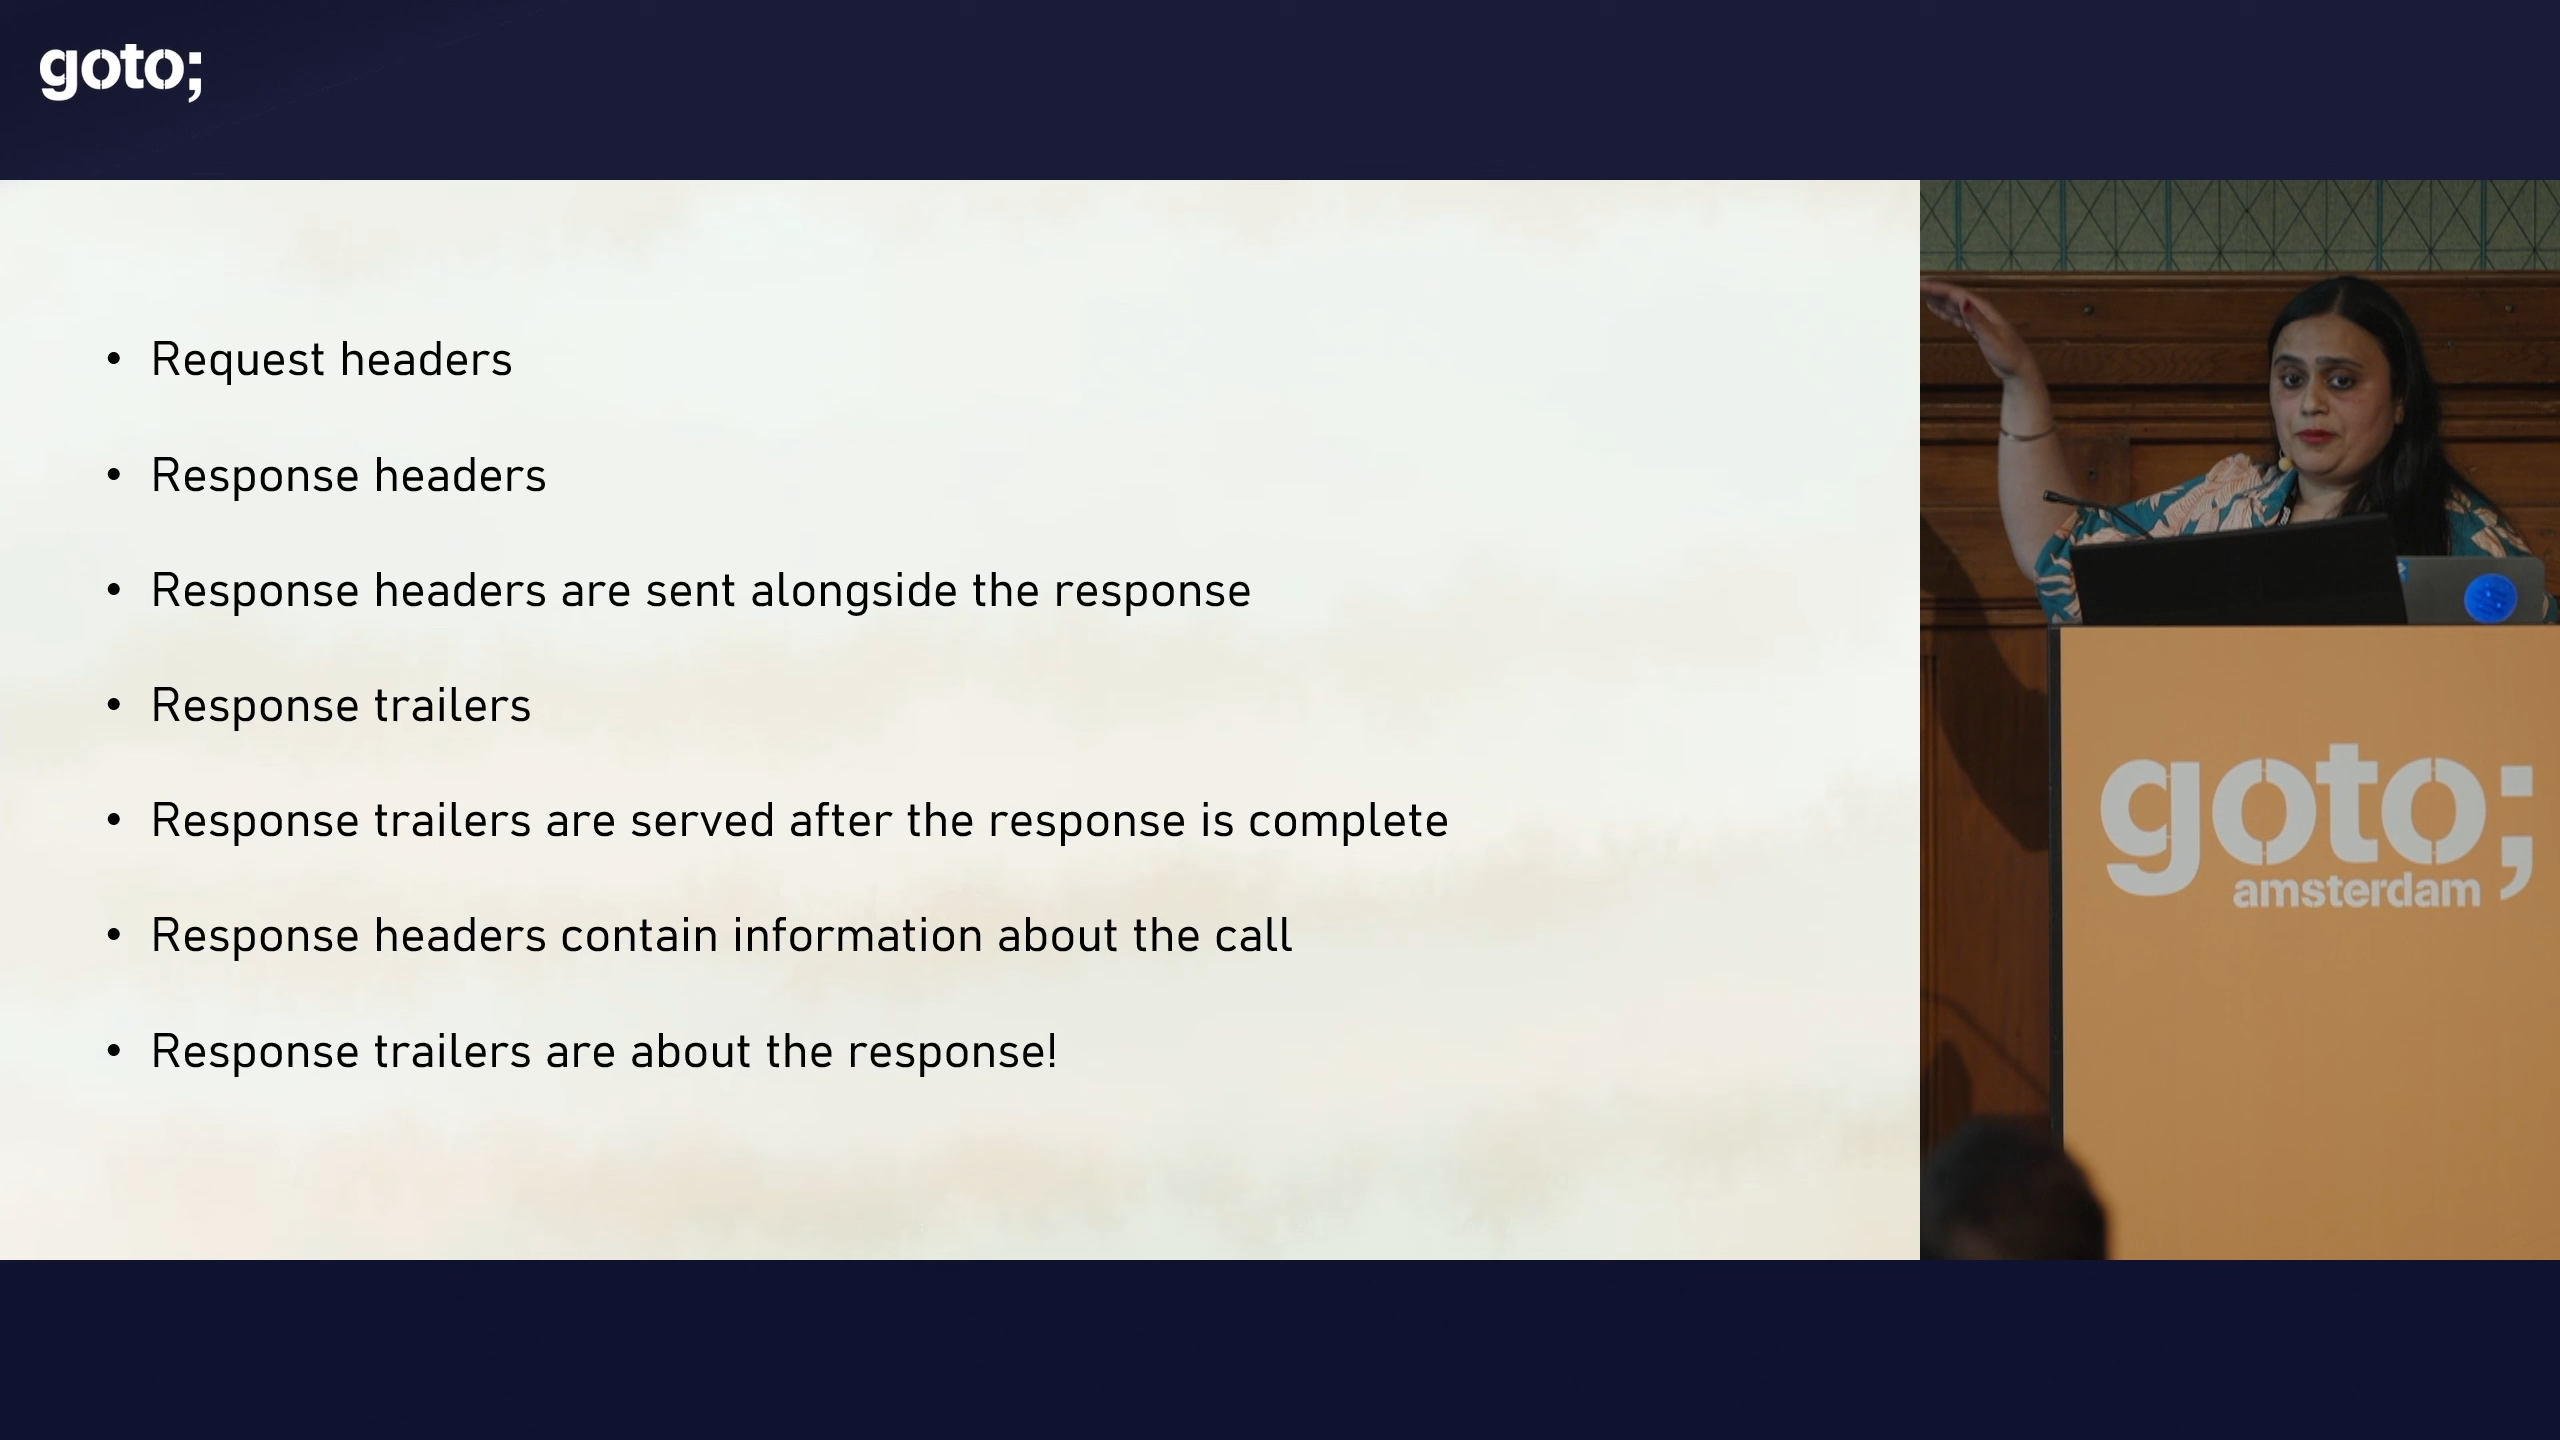 goto;
• Request headers
• Response headers
• Response headers are sent alongside the response
• Response trailers
• Response trailers are served after the response is complete
• Response headers contain information about the call
• Response trailers are about the response!
goto;
amsterdam